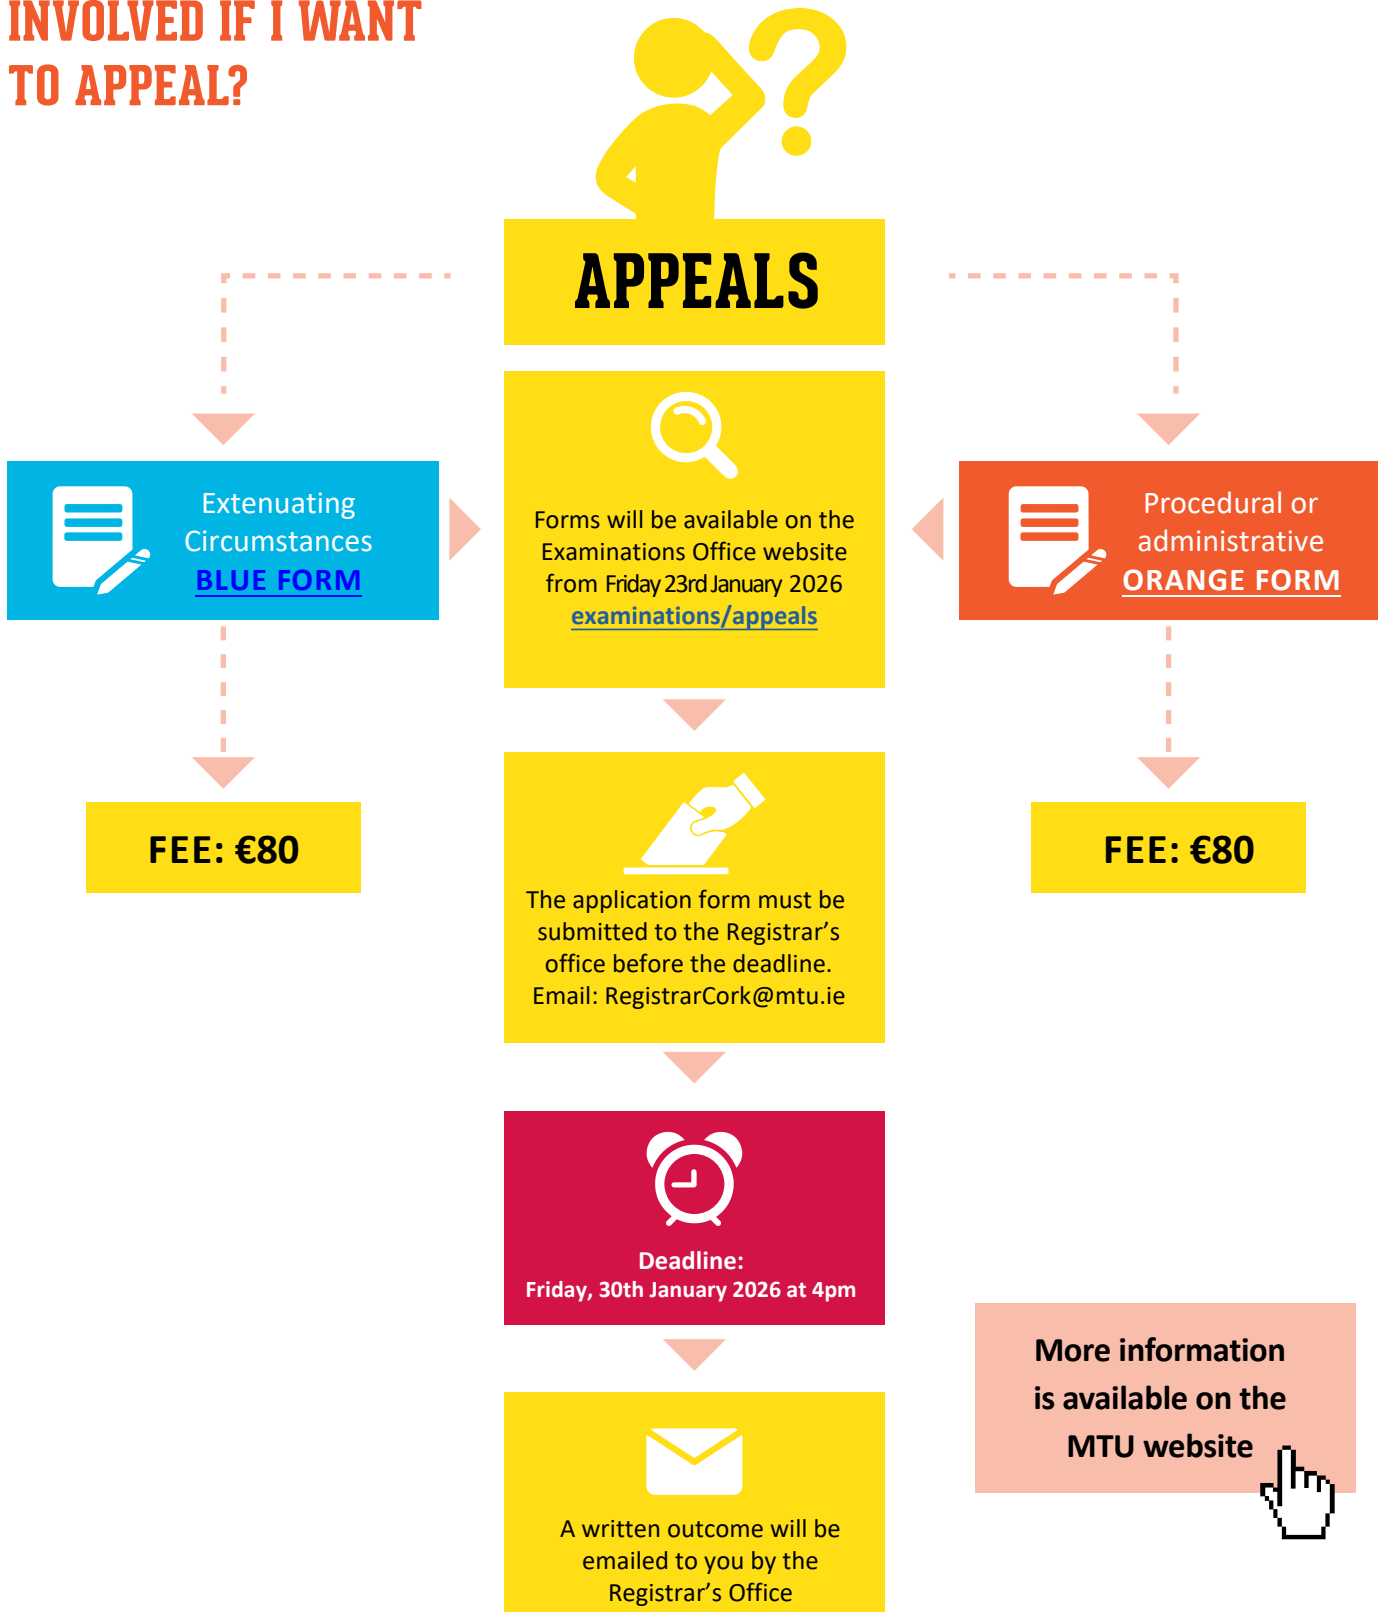 INVOLVED IF I WANT
TO APPEAL?
APPEALS
Extenuating
Circumstances
BLUE FORM
Forms will be available on the
Examinations Office website
from Friday 23rd January 2026
examinations/appeals
Procedural or
administrative
ORANGE FORM
FEE: €80
FEE: €80
The application form must be
submitted to the Registrar’s
office before the deadline.
Email: RegistrarCork@mtu.ie
Deadline:
Friday, 30th January 2026 at 4pm
More information
is available on the
MTU website
A written outcome will be
emailed to you by the
Registrar’s Office